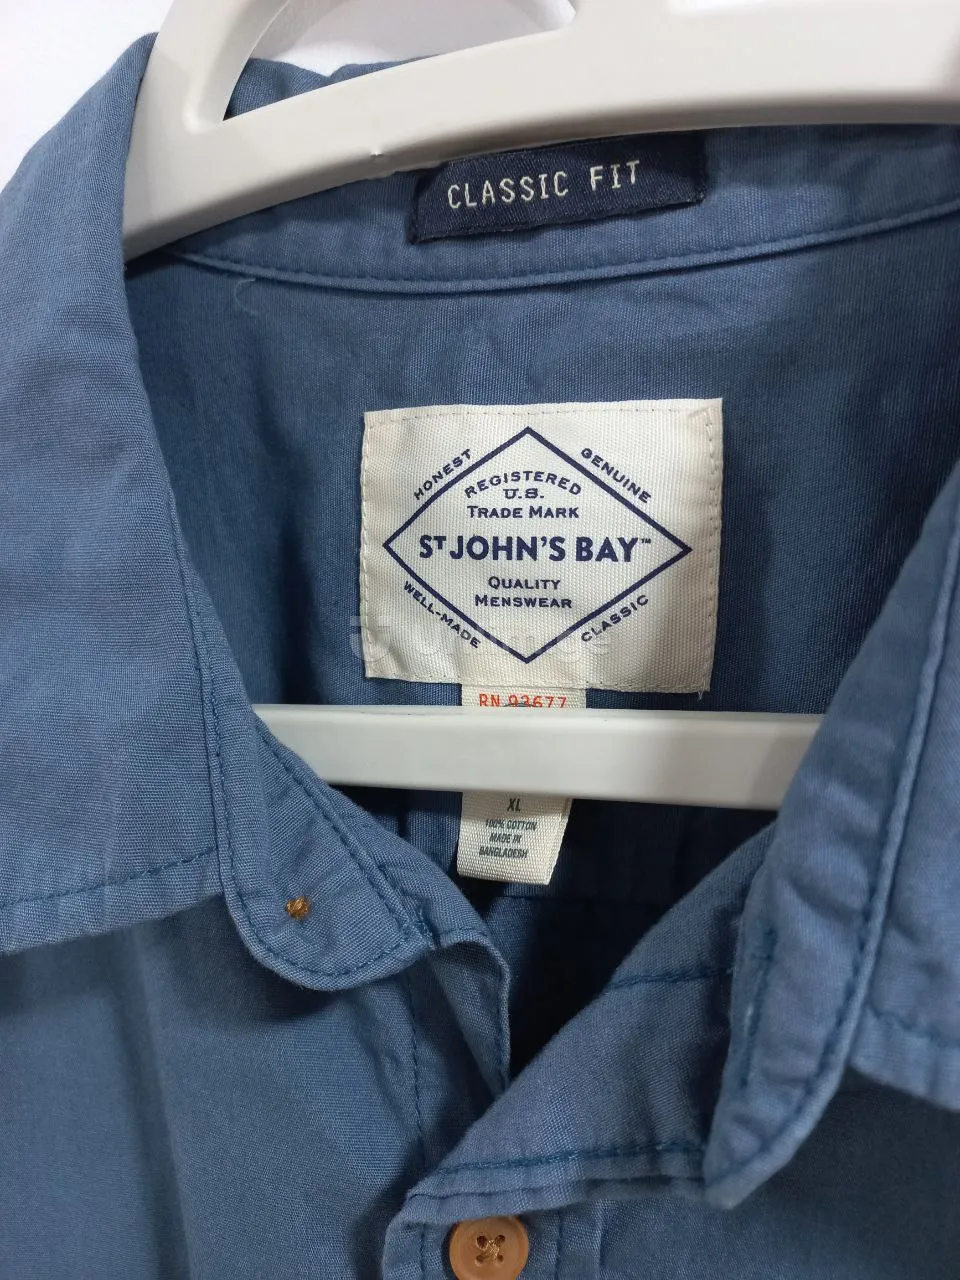 CLASSIC FIT
HONEST
GENUINE
REGISTERED
U.S.
TRADE MARK
ST JOHN'S BAY™
QUALITY
MENSWEAR
WELL-MADE
CLASSIC
RN 93677
XL
100% COTTON
MADE IN
BANGLADESH